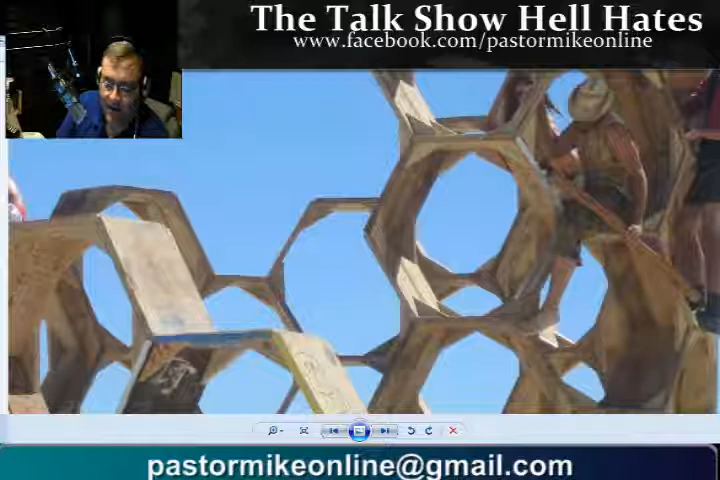 The Talk Show Hell Hates
www.facebook.com/pastormikeonline
pastormikeonline@gmail.com